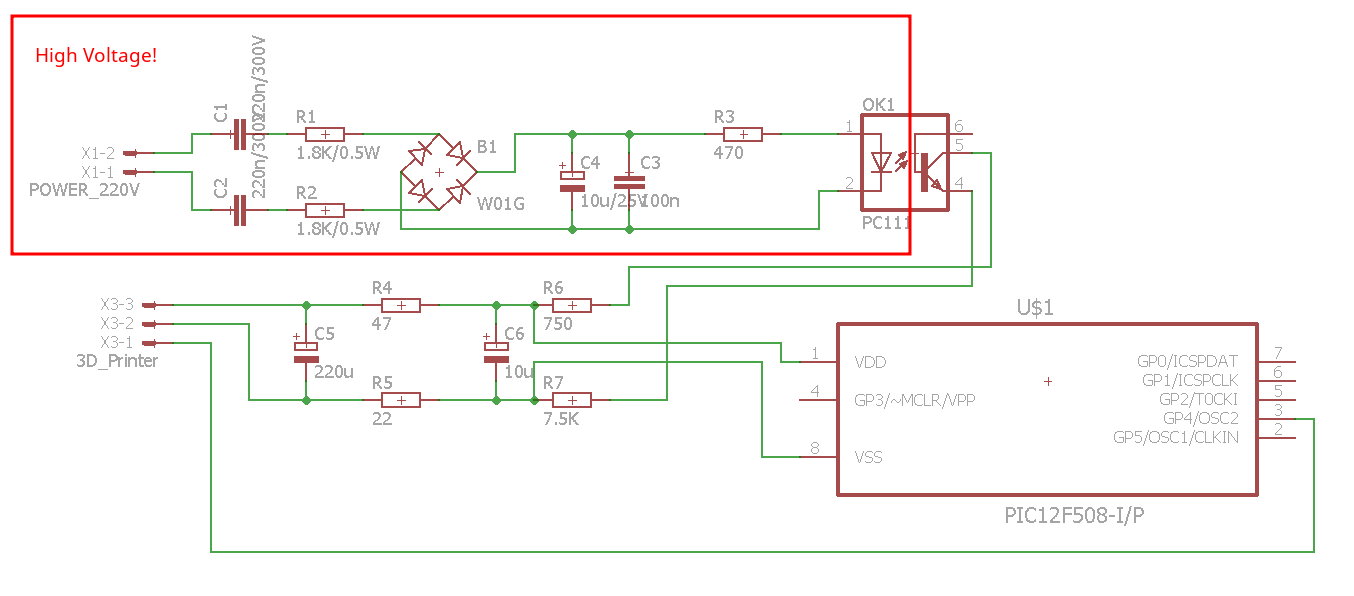 High Voltage!
C1
220n/300V
C2
220n/300V
X1-2
X1-1
POWER_220V
R1
1.8K/0.5W
R2
1.8K/0.5W
B1
W01G
C4
10u/25V
C3
100n
R3
470
OK1
1
2
6
5
4
PC111
X3-3
X3-2
X3-1
3D_Printer
C5
220u
R4
47
R5
22
C6
10u
R6
750
R7
7.5K
U$1
1
VDD
4
GP3/~MCLR/VPP
8
VSS
GP0/ICSPDAT
7
GP1/ICSPCLK
6
GP2/T0CKI
5
GP4/OSC2
3
GP5/OSC1/CLKIN
2
PIC12F508-I/P